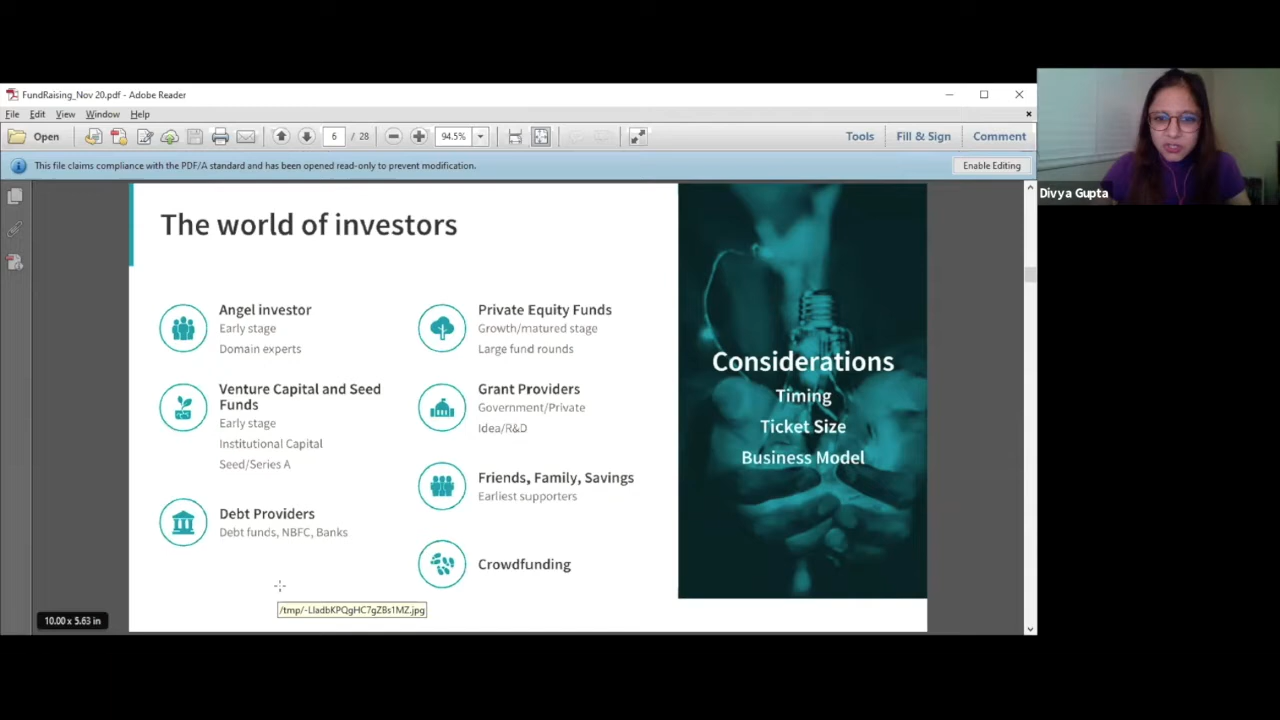 FundRaising_Nov 20.pdf - Adobe Reader
File Edit View Window Help
Open
6 / 28
94.5%
Tools Fill & Sign Comment
This file claims compliance with the PDF/A standard and has been opened read-only to prevent modification.
Enable Editing
Divya Gupta
The world of investors
Angel investor
Early stage
Domain experts
Venture Capital and Seed
Funds
Early stage
Institutional Capital
Seed/Series A
Debt Providers
Debt funds, NBFC, Banks
Private Equity Funds
Growth/matured stage
Large fund rounds
Grant Providers
Government/Private
Idea/R&D
Friends, Family, Savings
Earliest supporters
Crowdfunding
Considerations
Timing
Ticket Size
Business Model
/tmp/-LladbKPQgHC7gZBs1MZ.jpg
10.00 x 5.63 in